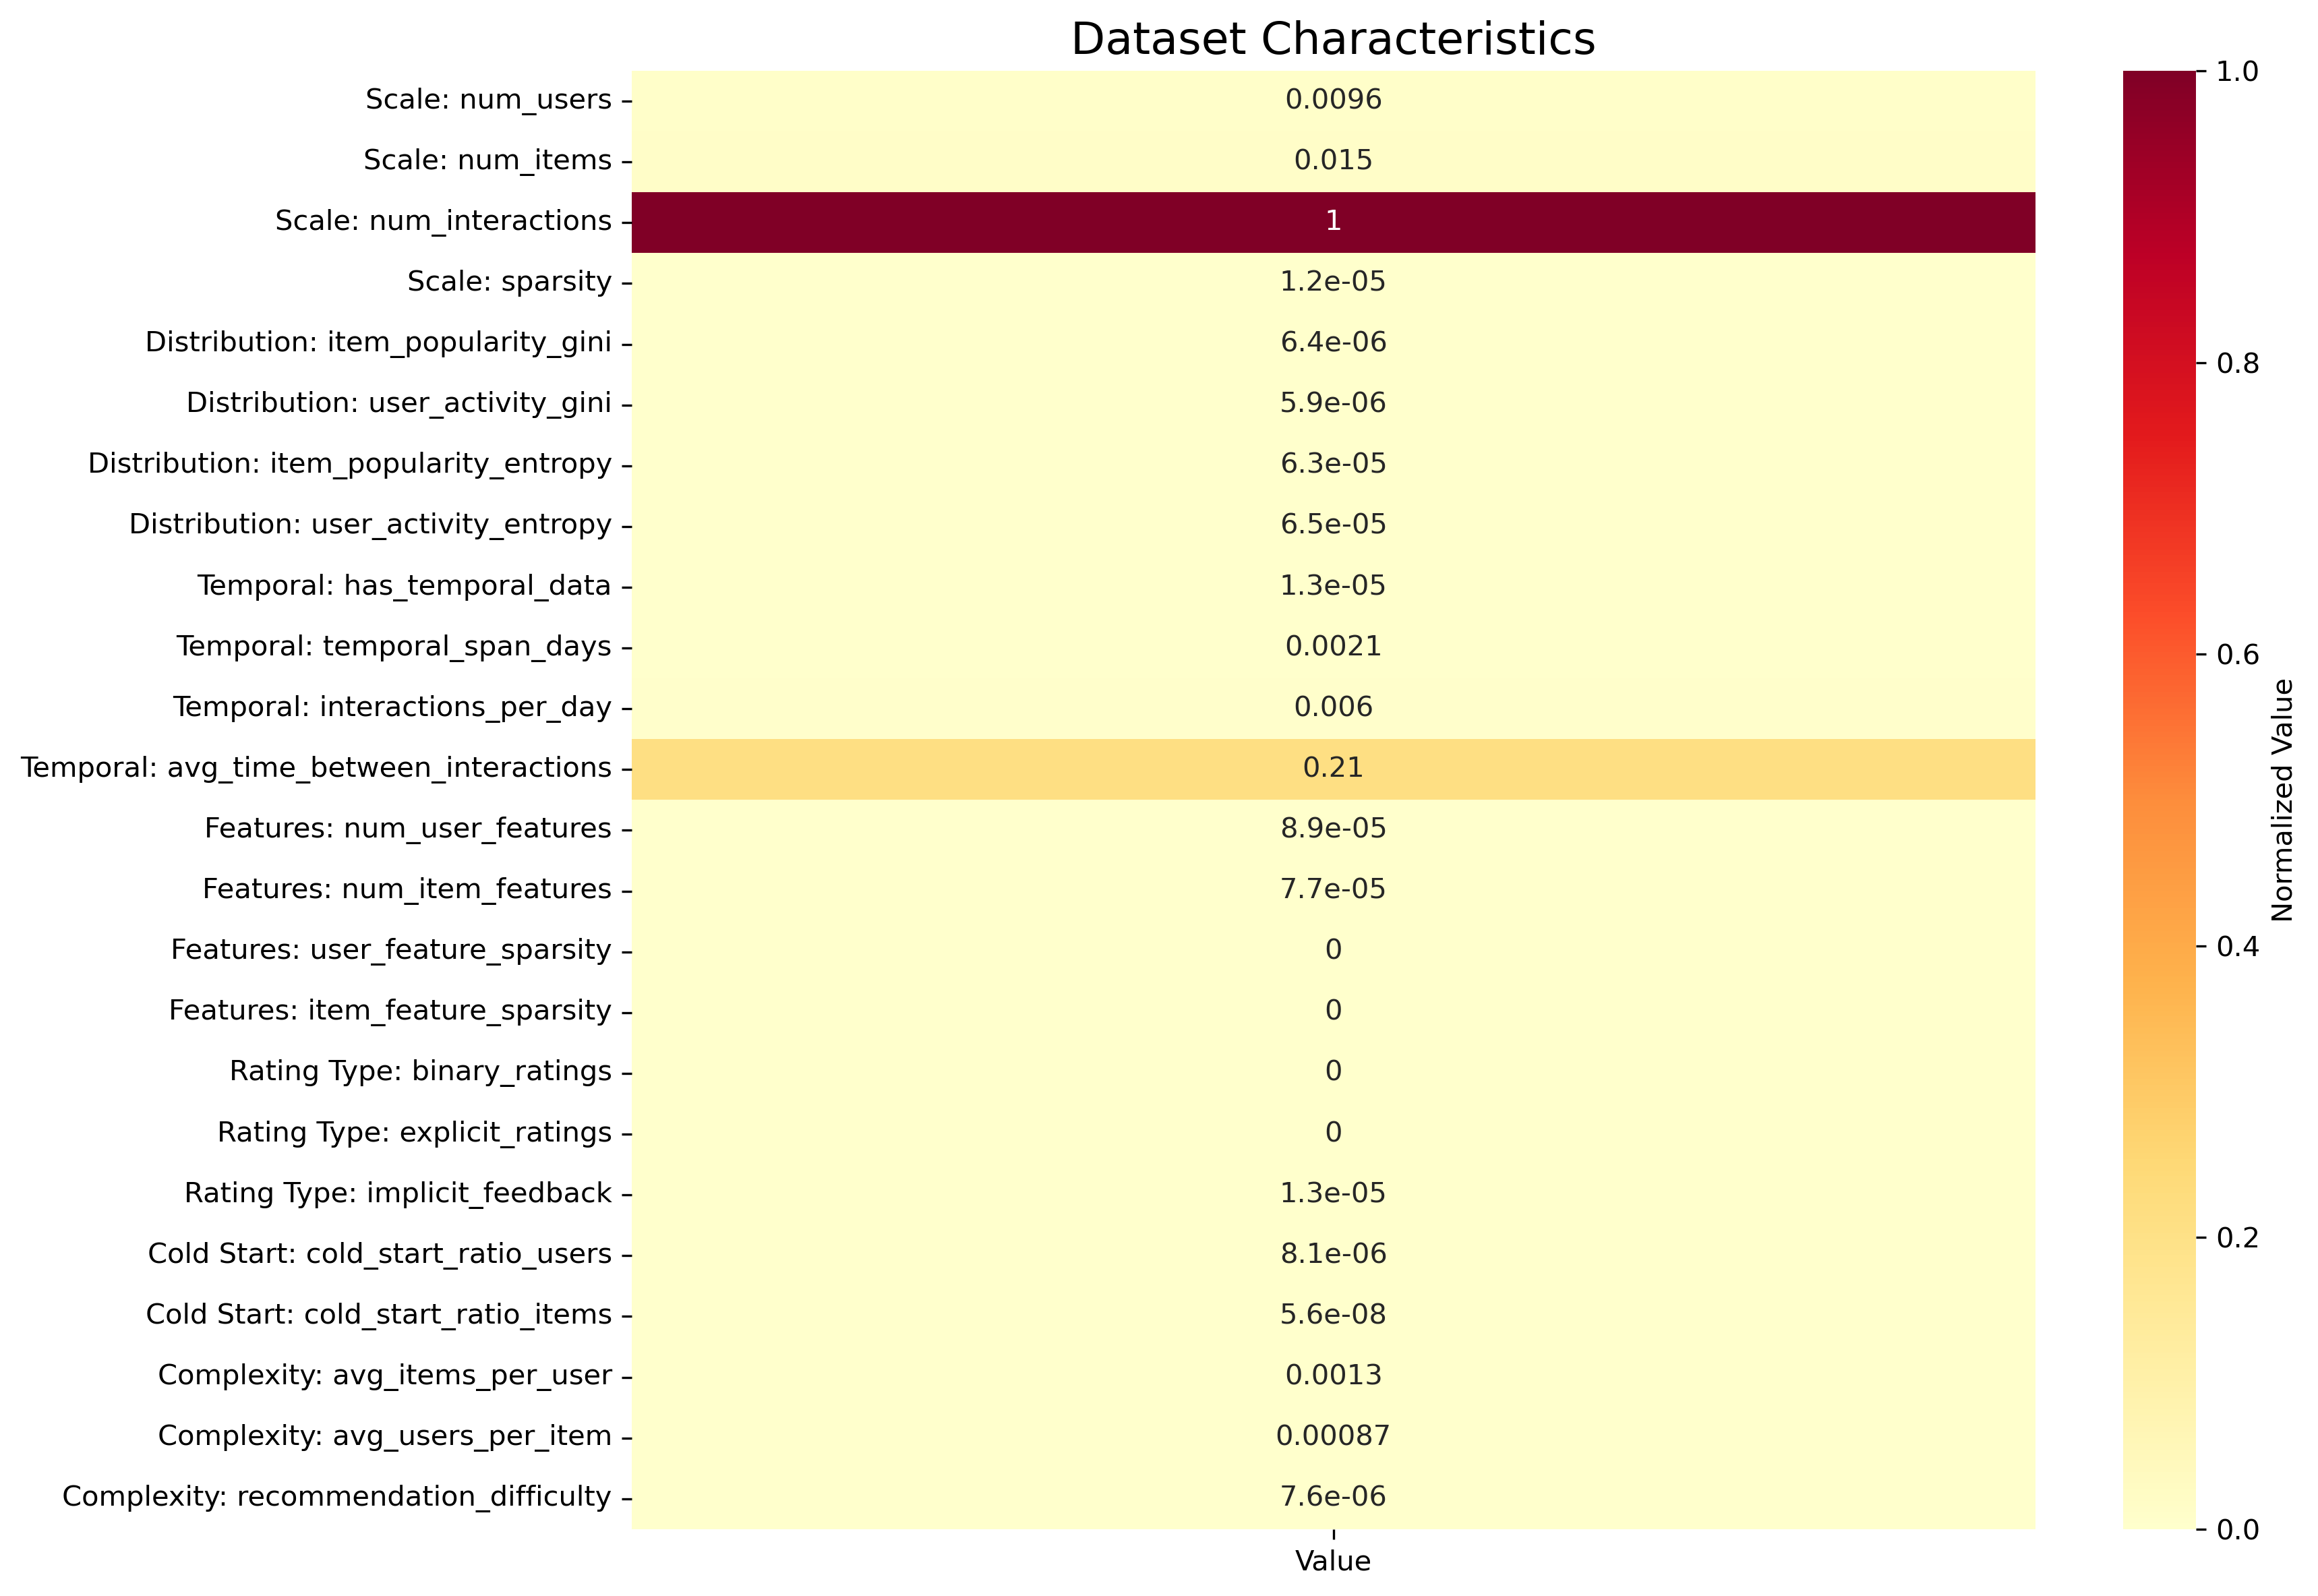 Dataset Characteristics
Scale: num_users 0.0096
Scale: num_items 0.015
Scale: num_interactions 1
Scale: sparsity 1.2e-05
Distribution: item_popularity_gini 6.4e-06
Distribution: user_activity_gini 5.9e-06
Distribution: item_popularity_entropy 6.3e-05
Distribution: user_activity_entropy 6.5e-05
Temporal: has_temporal_data 1.3e-05
Temporal: temporal_span_days 0.0021
Temporal: interactions_per_day 0.006
Temporal: avg_time_between_interactions 0.21
Features: num_user_features 8.9e-05
Features: num_item_features 7.7e-05
Features: user_feature_sparsity 0
Features: item_feature_sparsity 0
Rating Type: binary_ratings 0
Rating Type: explicit_ratings 0
Rating Type: implicit_feedback 1.3e-05
Cold Start: cold_start_ratio_users 8.1e-06
Cold Start: cold_start_ratio_items 5.6e-08
Complexity: avg_items_per_user 0.0013
Complexity: avg_users_per_item 0.00087
Complexity: recommendation_difficulty 7.6e-06
Value
1.0
0.8
0.6
0.4
0.2
0.0
Normalized Value